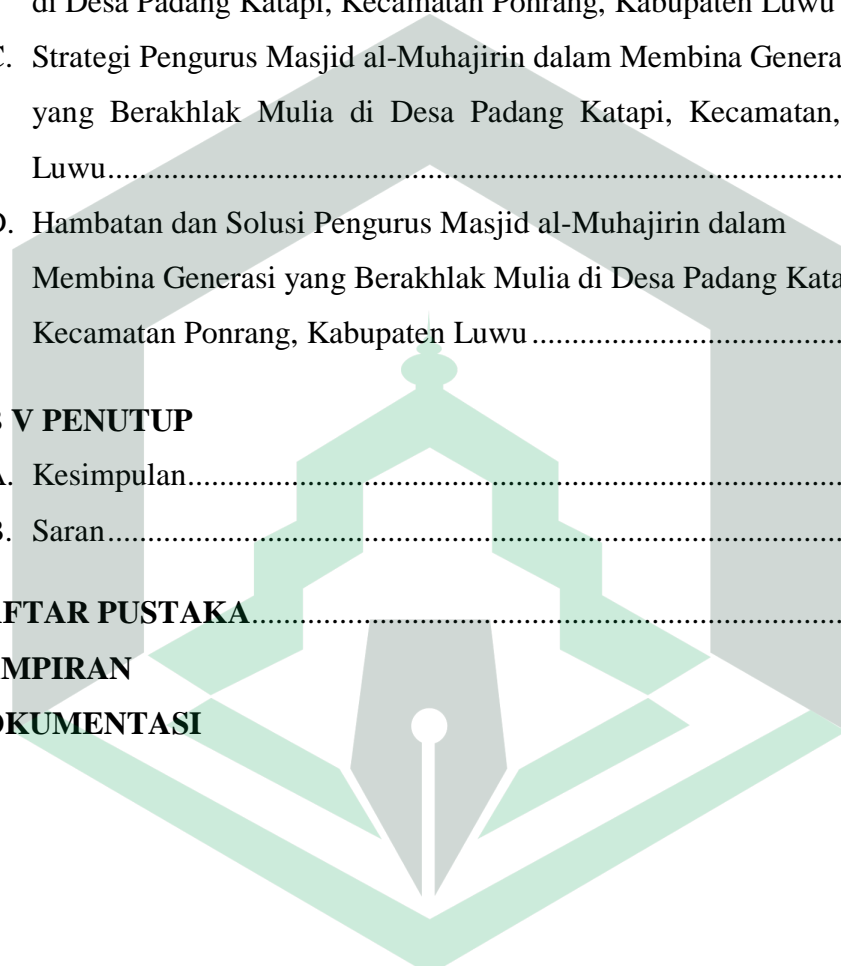 di Desa Padang Katapi, Kecamatan Ponrang, Kabupaten Luwu
C. Strategi Pengurus Masjid al-Muhajirin dalam Membina Genera
yang Berakhlak Mulia di Desa Padang Katapi, Kecamatan,
Luwu......................................................................................
D. Hambatan dan Solusi Pengurus Masjid al-Muhajirin dalam
Membina Generasi yang Berakhlak Mulia di Desa Padang Kata
Kecamatan Ponrang, Kabupaten Luwu .....................................
V PENUTUP
A. Kesimpulan..............................................................................
B. Saran.......................................................................................
AFTAR PUSTAKA.......................................................................
MPIRAN
OKUMENTASI